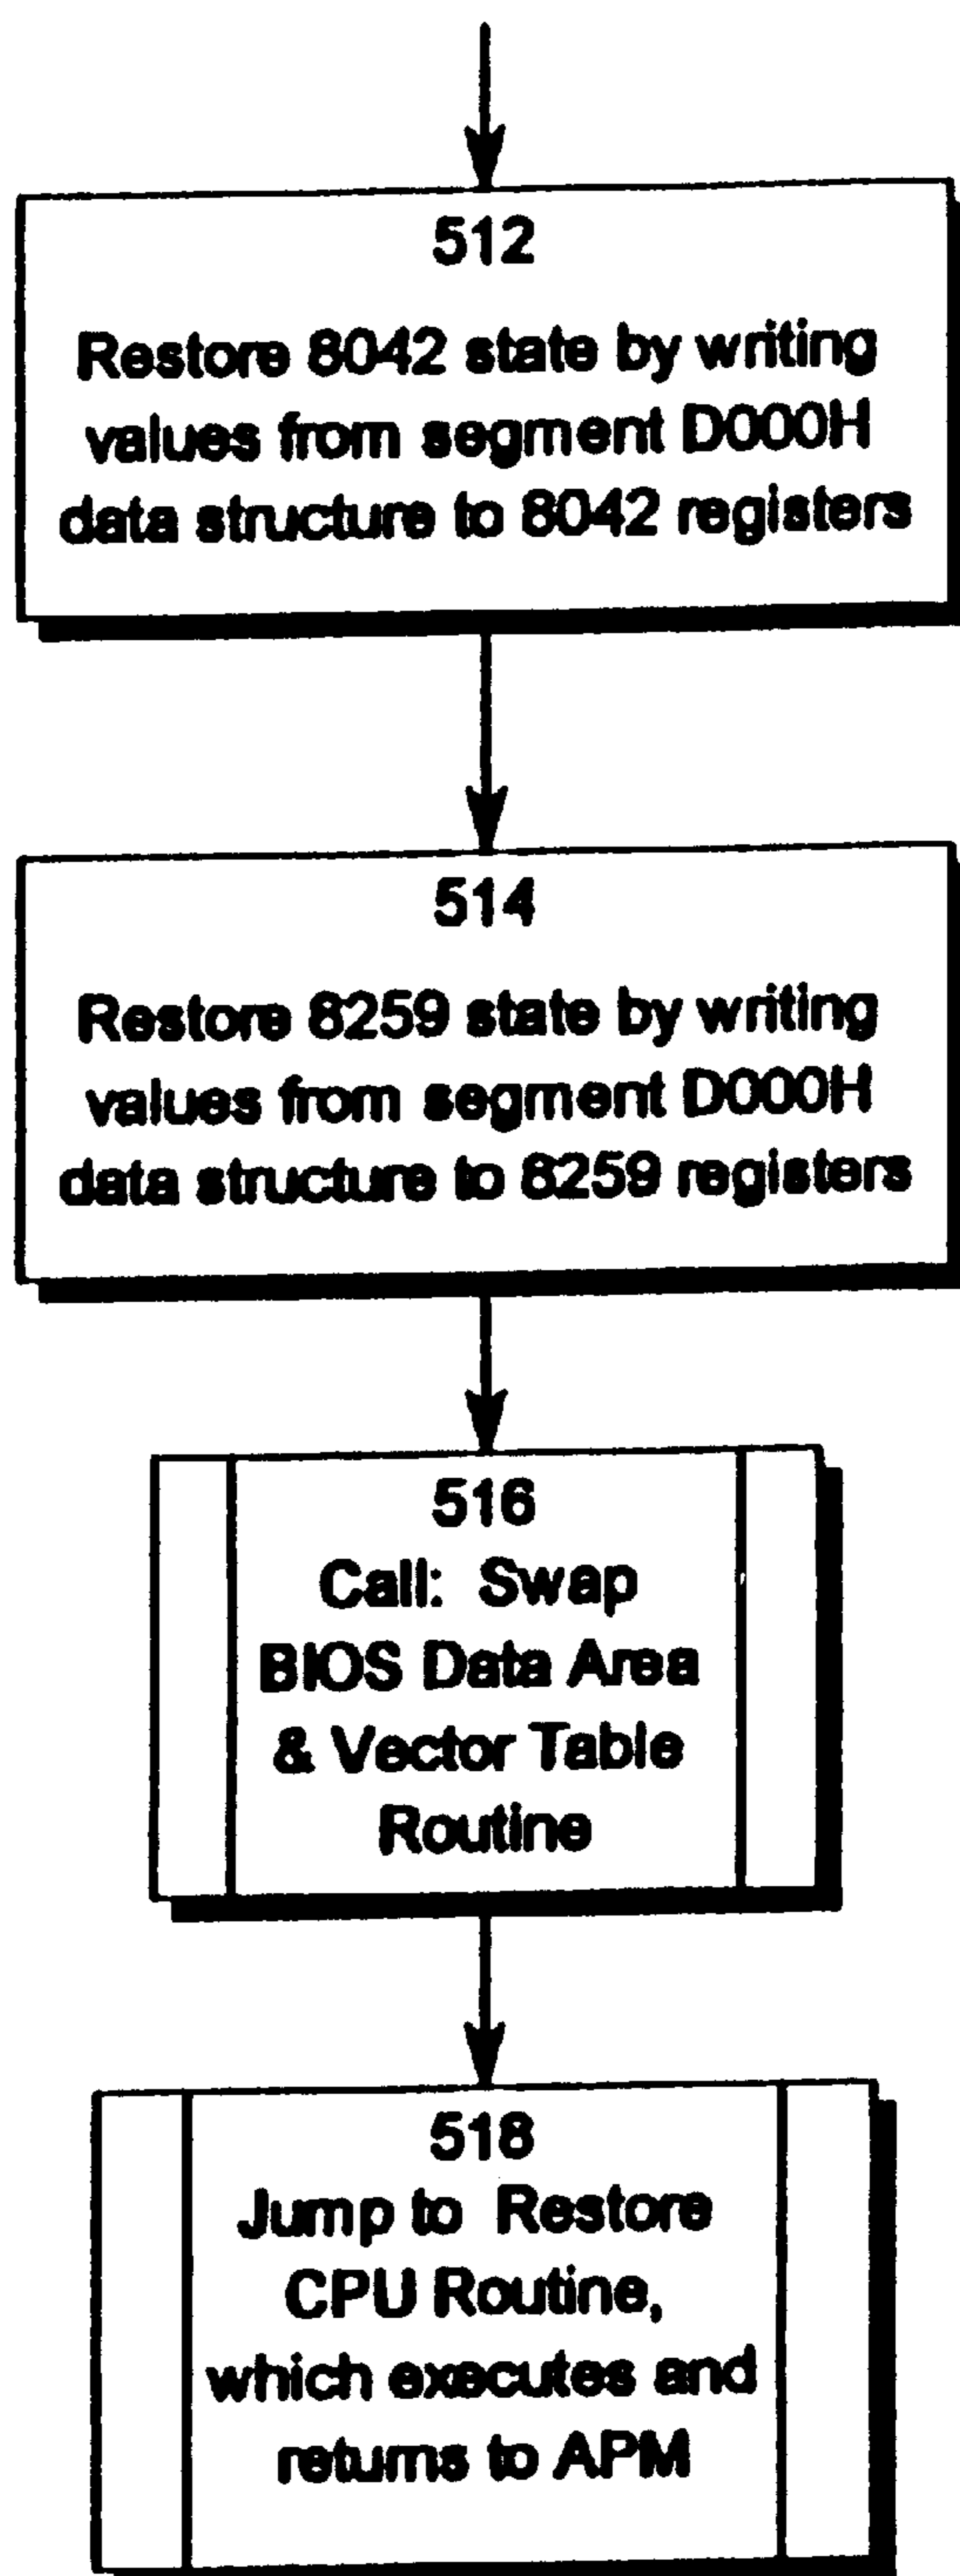 512
Restore 8042 state by writing
values from segment D000H
data structure to 8042 registers
514
Restore 8259 state by writing
values from segment D000H
data structure to 8259 registers
516
Call: Swap
BIOS Data Area
& Vector Table
Routine
518
Jump to Restore
CPU Routine,
which executes and
returns to APM